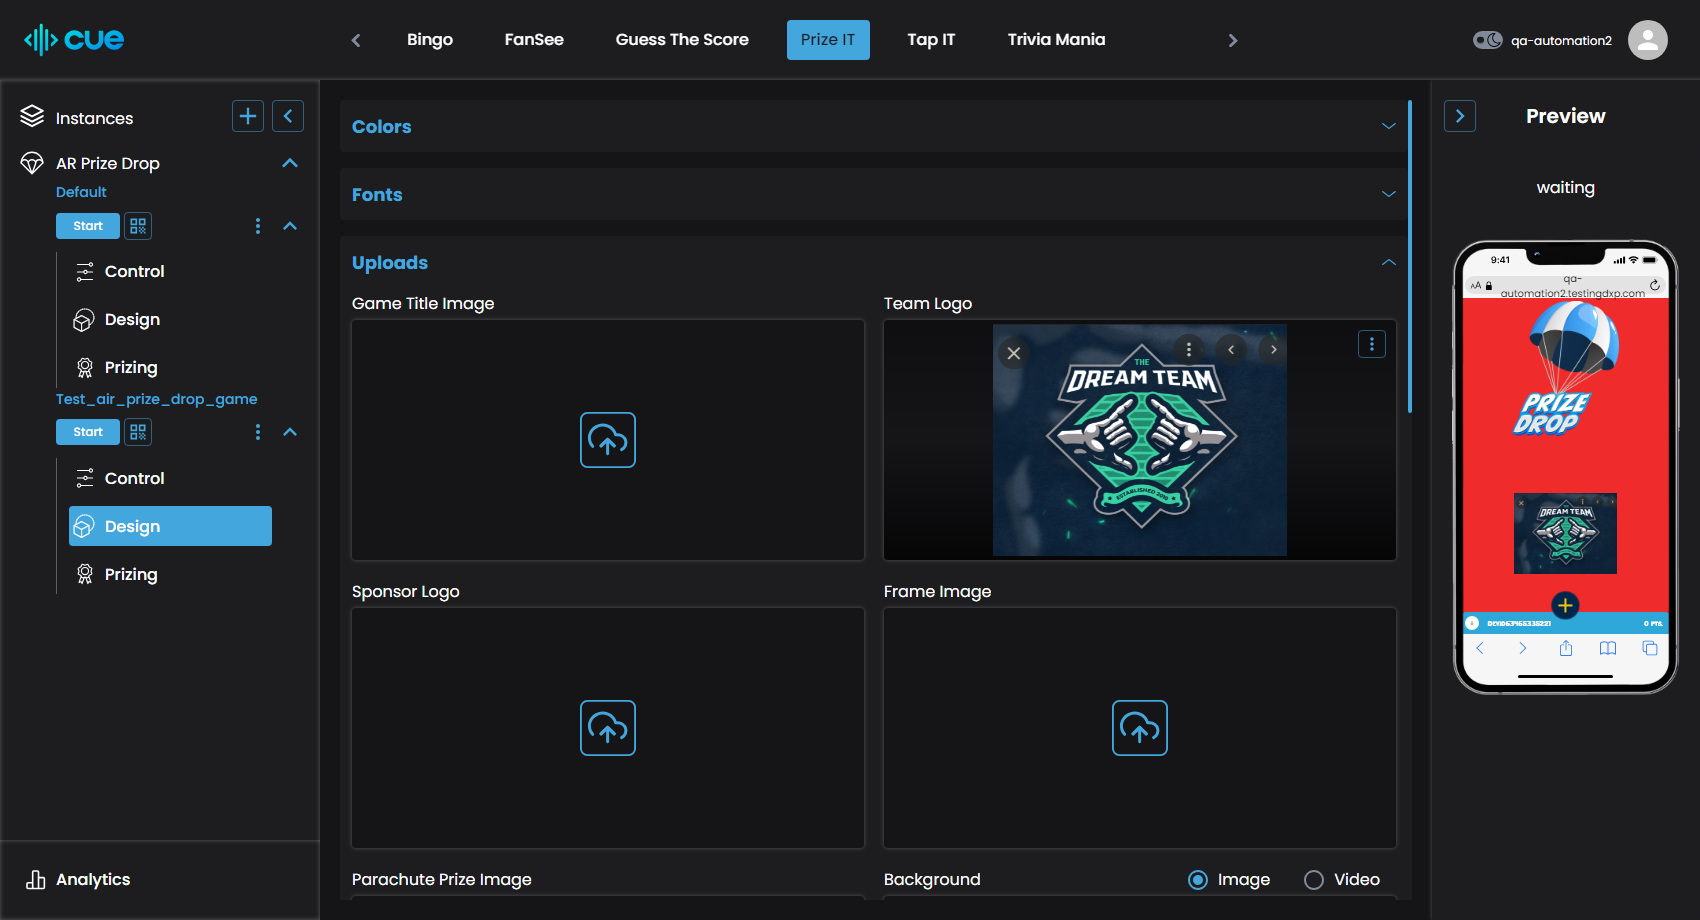 cue
Bingo
FanSee
Guess The Score
Prize IT
Tap IT
Trivia Mania
qa-automation2
Instances
AR Prize Drop
Default
Start
Control
Design
Prizing
Test_air_prize_drop_game
Start
Control
Design
Prizing
Analytics
Colors
Fonts
Uploads
Game Title Image
Team Logo
THE
DREAM TEAM
ESTABLISHED 2019
Sponsor Logo
Frame Image
Parachute Prize Image
Background
Image
Video
Preview
waiting
9:41
AA
qa-
automation2.testingdxp.com
PRIZE
DROP
DREAM TEAM
0 PTS.